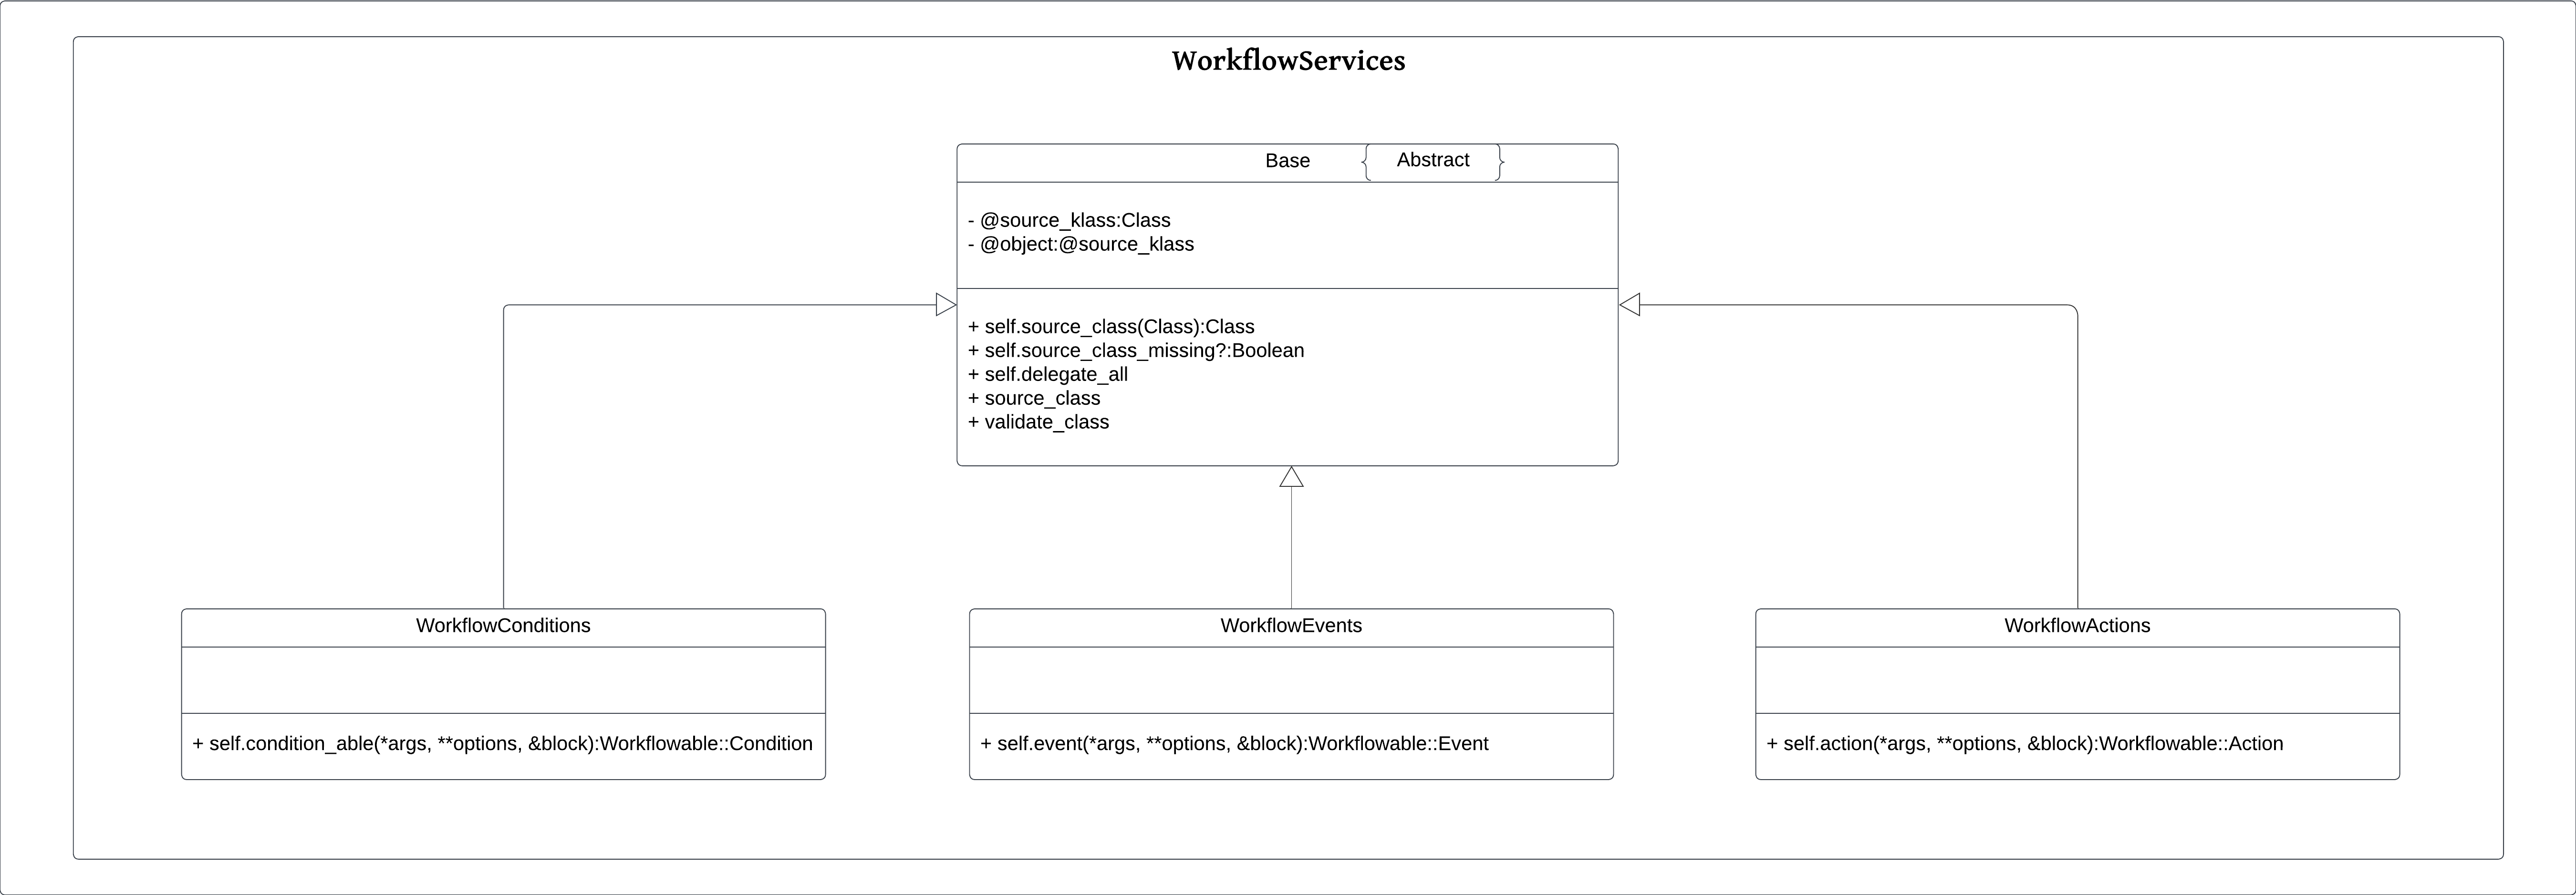 WorkflowServices
Base { Abstract }
- @source_klass:Class
- @object:@source_klass
+ self.source_class(Class):Class
+ self.source_class_missing?:Boolean
+ self.delegate_all
+ source_class
+ validate_class
WorkflowConditions
+ self.condition_able(*args, **options, &block):Workflowable::Condition
WorkflowEvents
+ self.event(*args, **options, &block):Workflowable::Event
WorkflowActions
+ self.action(*args, **options, &block):Workflowable::Action